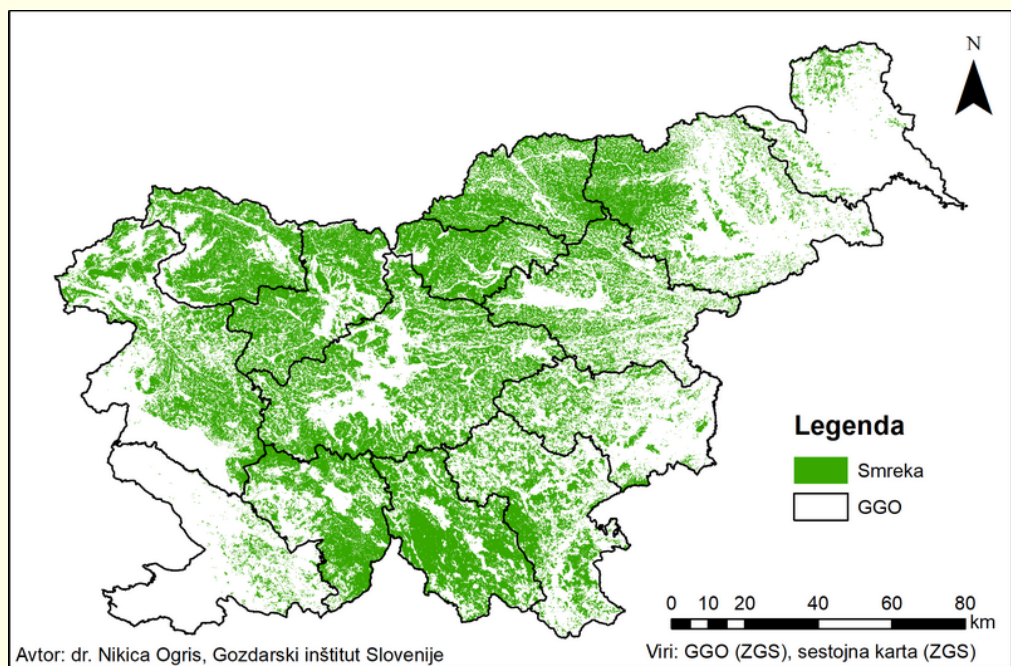 N
Legenda
Smreka
GGO
0 10 20 40 60 80
km
Avtor: dr. Nikica Ogris, Gozdarski inštitut Slovenije
Viri: GGO (ZGS), sestojna karta (ZGS)